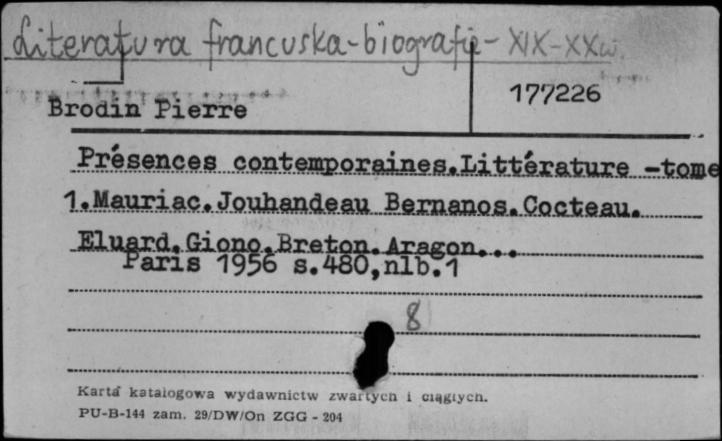 Literatura francuska-biografie-XIX-XXw.
Brodin Pierre
177226
Présences contemporaines.Littérature -tome
1.Mauriac.Jouhandeau Bernanos.Cocteau.
Eluard.Giono.Breton.Aragon...
Paris 1956 s.480,nlb.1
8
Karta katalogowa wydawnictw zwartych i ciągłych.
PU-B-144 zam. 29/DW/On ZGG - 204